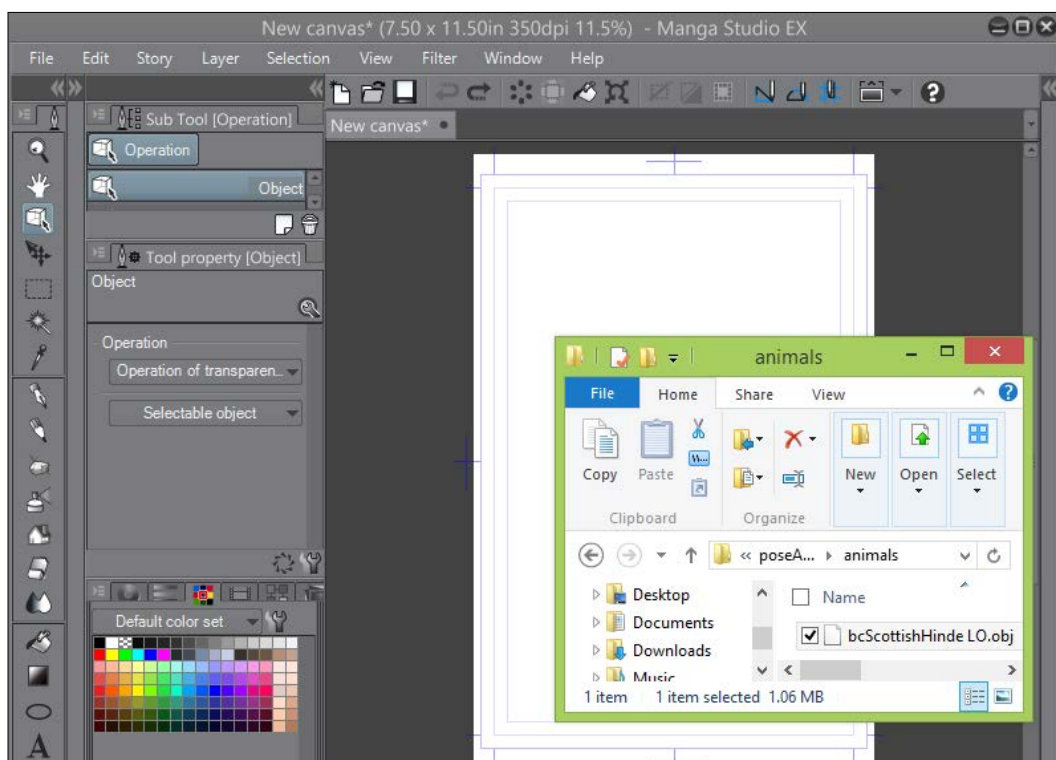 New canvas* (7.50 x 11.50in 350dpi 11.5%) - Manga Studio EX
File Edit Story Layer Selection View Filter Window Help
Sub Tool [Operation]
Operation
Object
Tool property [Object]
Object
Operation
Operation of transparen..
Selectable object
Default color set
A
New canvas*
animals
File Home Share View
Copy Paste New Open Select
Clipboard Organize
« poseA... animals
Desktop
Documents
Downloads
Music
Name
bcScottishHinde LO.obj
1 item 1 item selected 1.06 MB